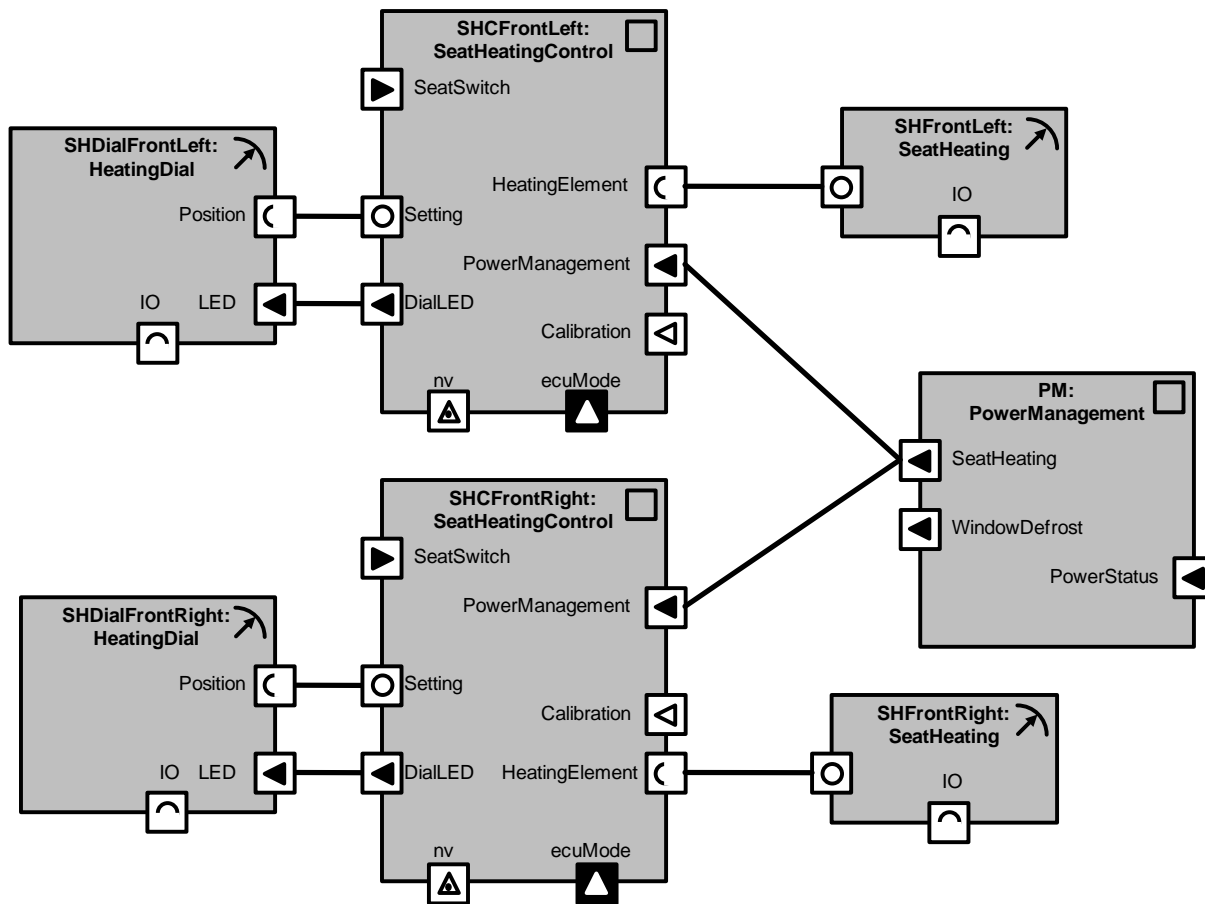 SHCFrontLeft:
SeatHeatingControl
SeatSwitch
SHDialFrontLeft:
HeatingDial
SHFrontLeft:
SeatHeating
HeatingElement
IO
Position
Setting
PowerManagement
IO
LED
DialLED
Calibration
nv
ecuMode
PM:
PowerManagement
SeatHeating
SHCFrontRight:
SeatHeatingControl
WindowDefrost
SeatSwitch
PowerStatus
PowerManagement
SHDialFrontRight:
HeatingDial
Position
Setting
SHFrontRight:
SeatHeating
Calibration
IO
LED
DialLED
HeatingElement
IO
nv
ecuMode